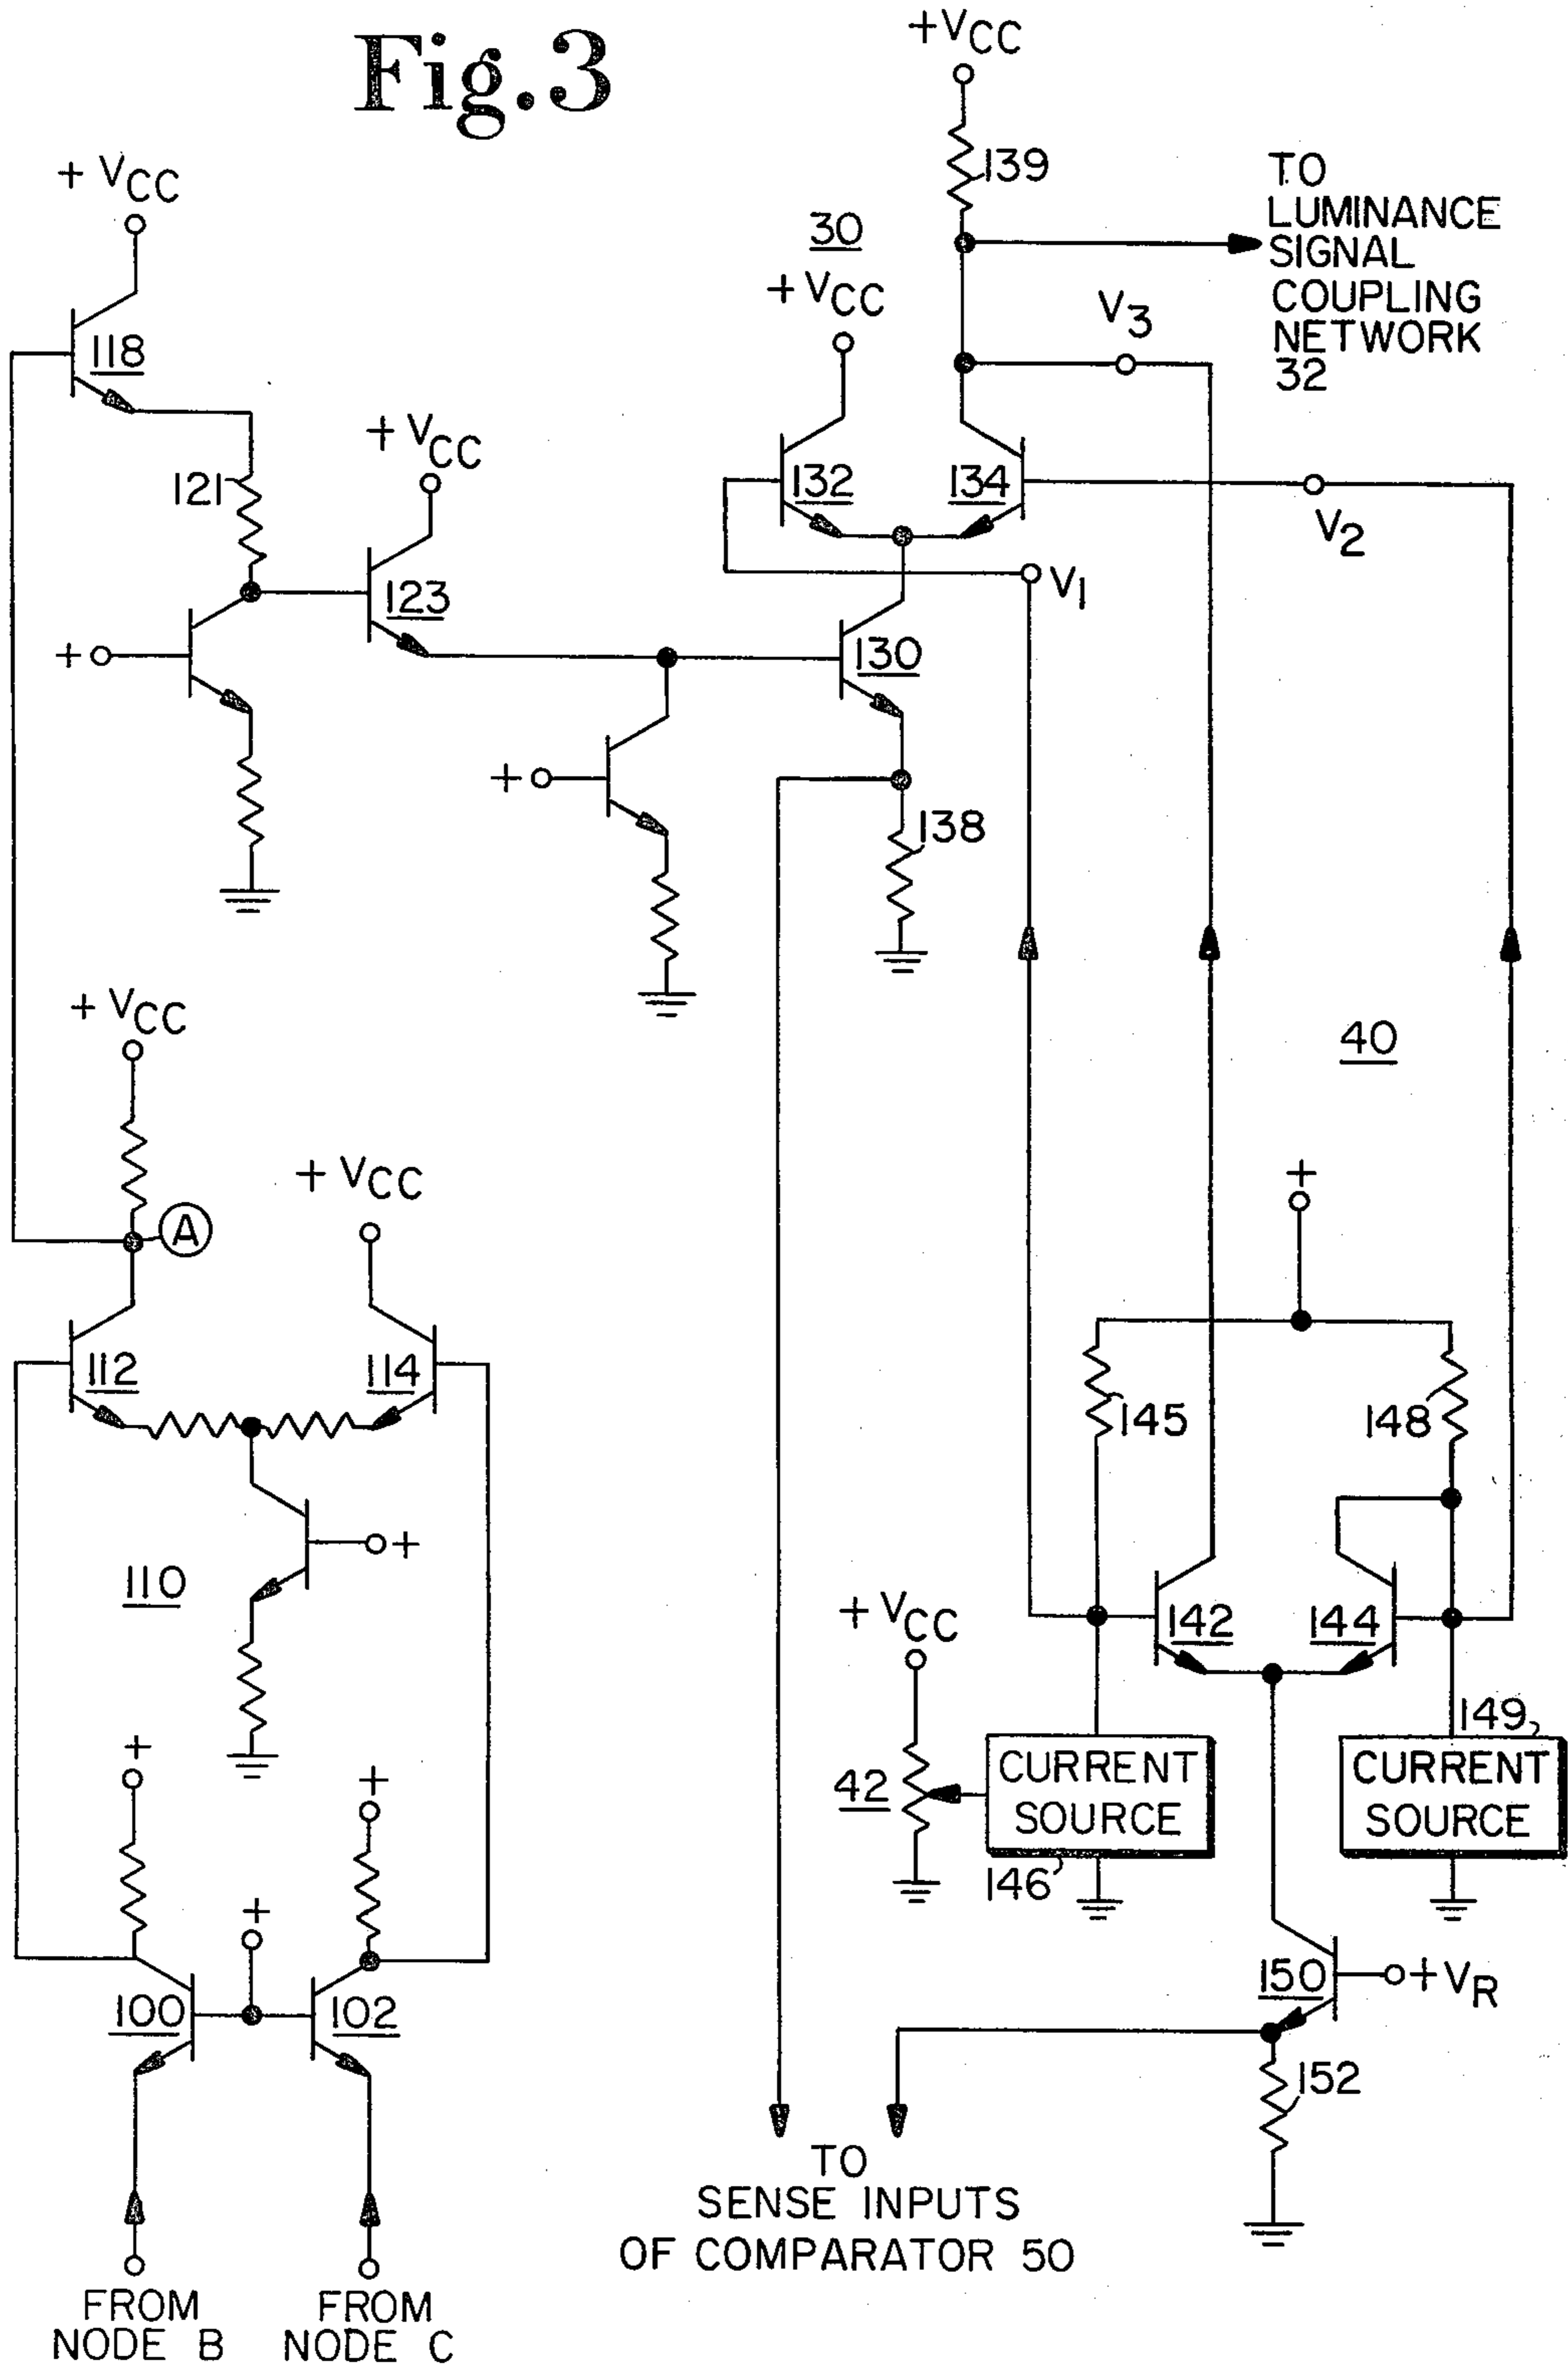 Fig.3
+VCC
139
TO
LUMINANCE
SIGNAL
COUPLING
NETWORK
32
+ VCC
30
+ VCC
V3
118
+ VCC
121
132
134
V2
123
V1
+
130
+
138
+ VCC
40
+ VCC
+
A
112
114
145
148
+
110
+ VCC
142
144
149
+
CURRENT
SOURCE
CURRENT
SOURCE
42
+
146
+
100
102
150
+VR
152
TO
SENSE INPUTS
OF COMPARATOR 50
FROM
NODE B
FROM
NODE C